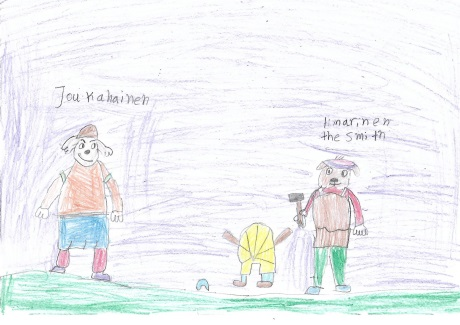 Joukahainen
Ilmarinen
the smith